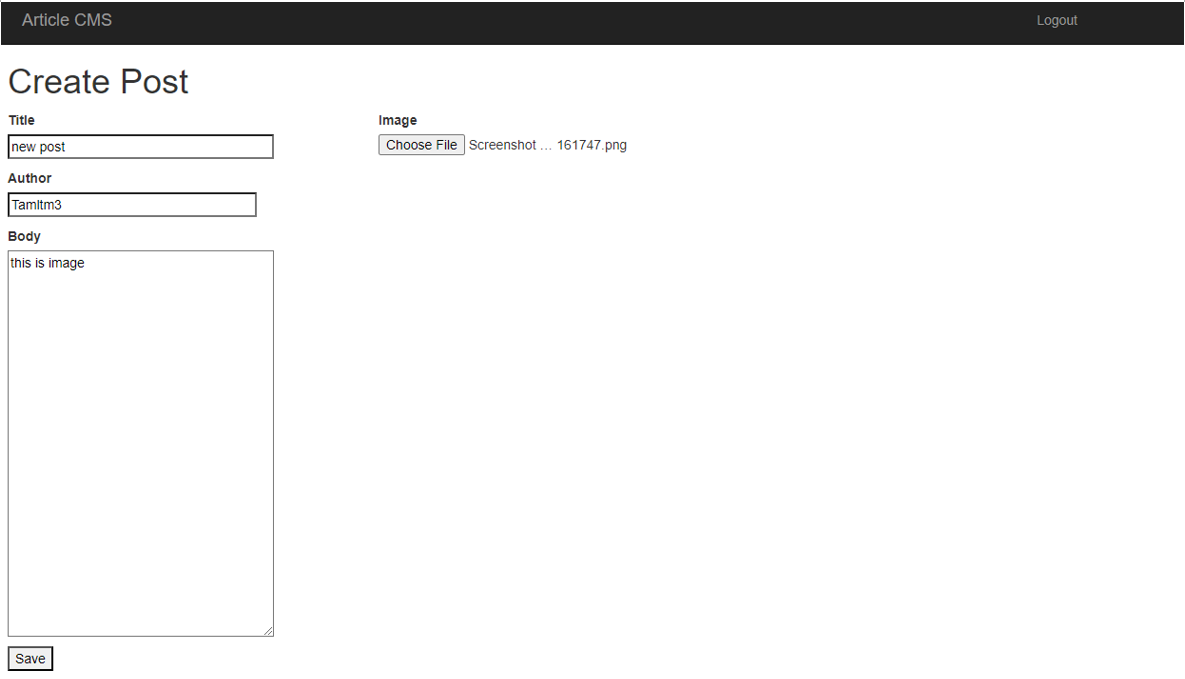 Article CMS
Logout
Create Post
Title
new post
Author
Tamltm3
Body
this is image
Save
Image
Choose File Screenshot … 161747.png